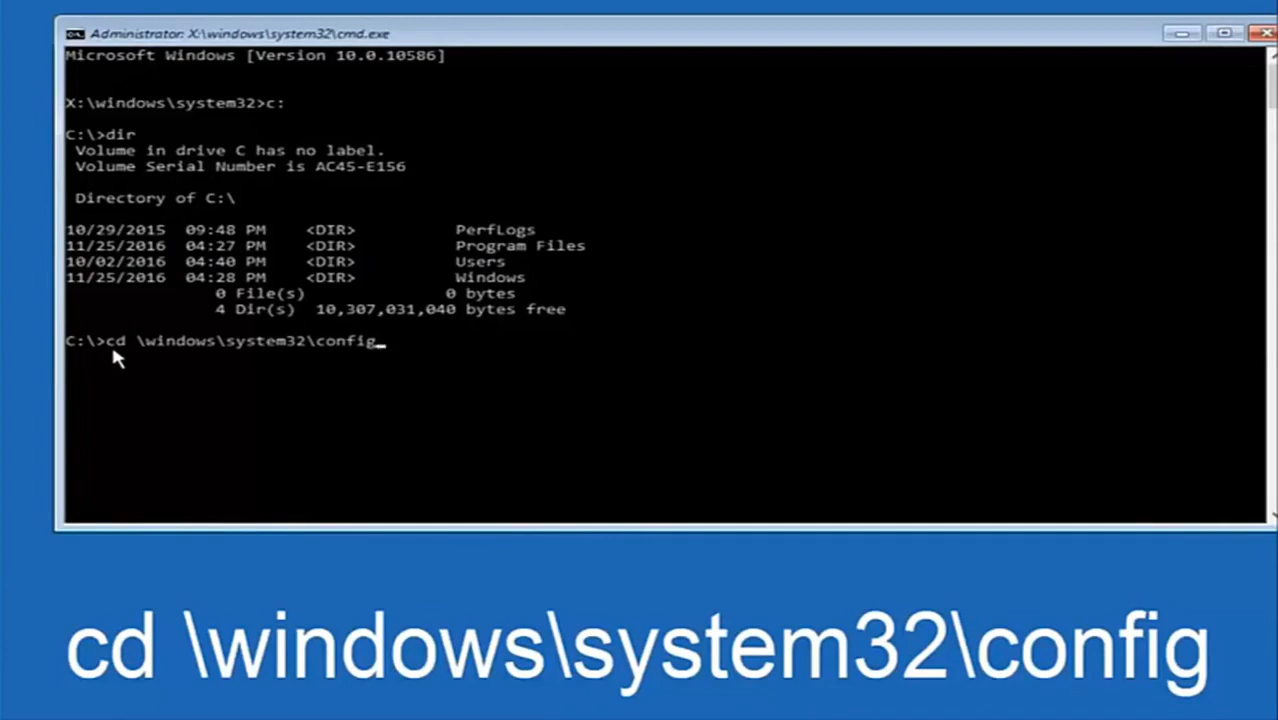 Administrator: X:\windows\system32\cmd.exe
Microsoft Windows [Version 10.0.10586]
X:\windows\system32>c:
C:\>dir
Volume in drive C has no label.
Volume Serial Number is AC45-E156
Directory of C:\
10/29/2015 09:48 PM <DIR> PerfLogs
11/25/2016 04:27 PM <DIR> Program Files
10/02/2016 04:40 PM <DIR> Users
11/25/2016 04:28 PM <DIR> Windows
0 File(s) 0 bytes
4 Dir(s) 10,307,031,040 bytes free
C:\>cd \windows\system32\config_
cd \windows\system32\config